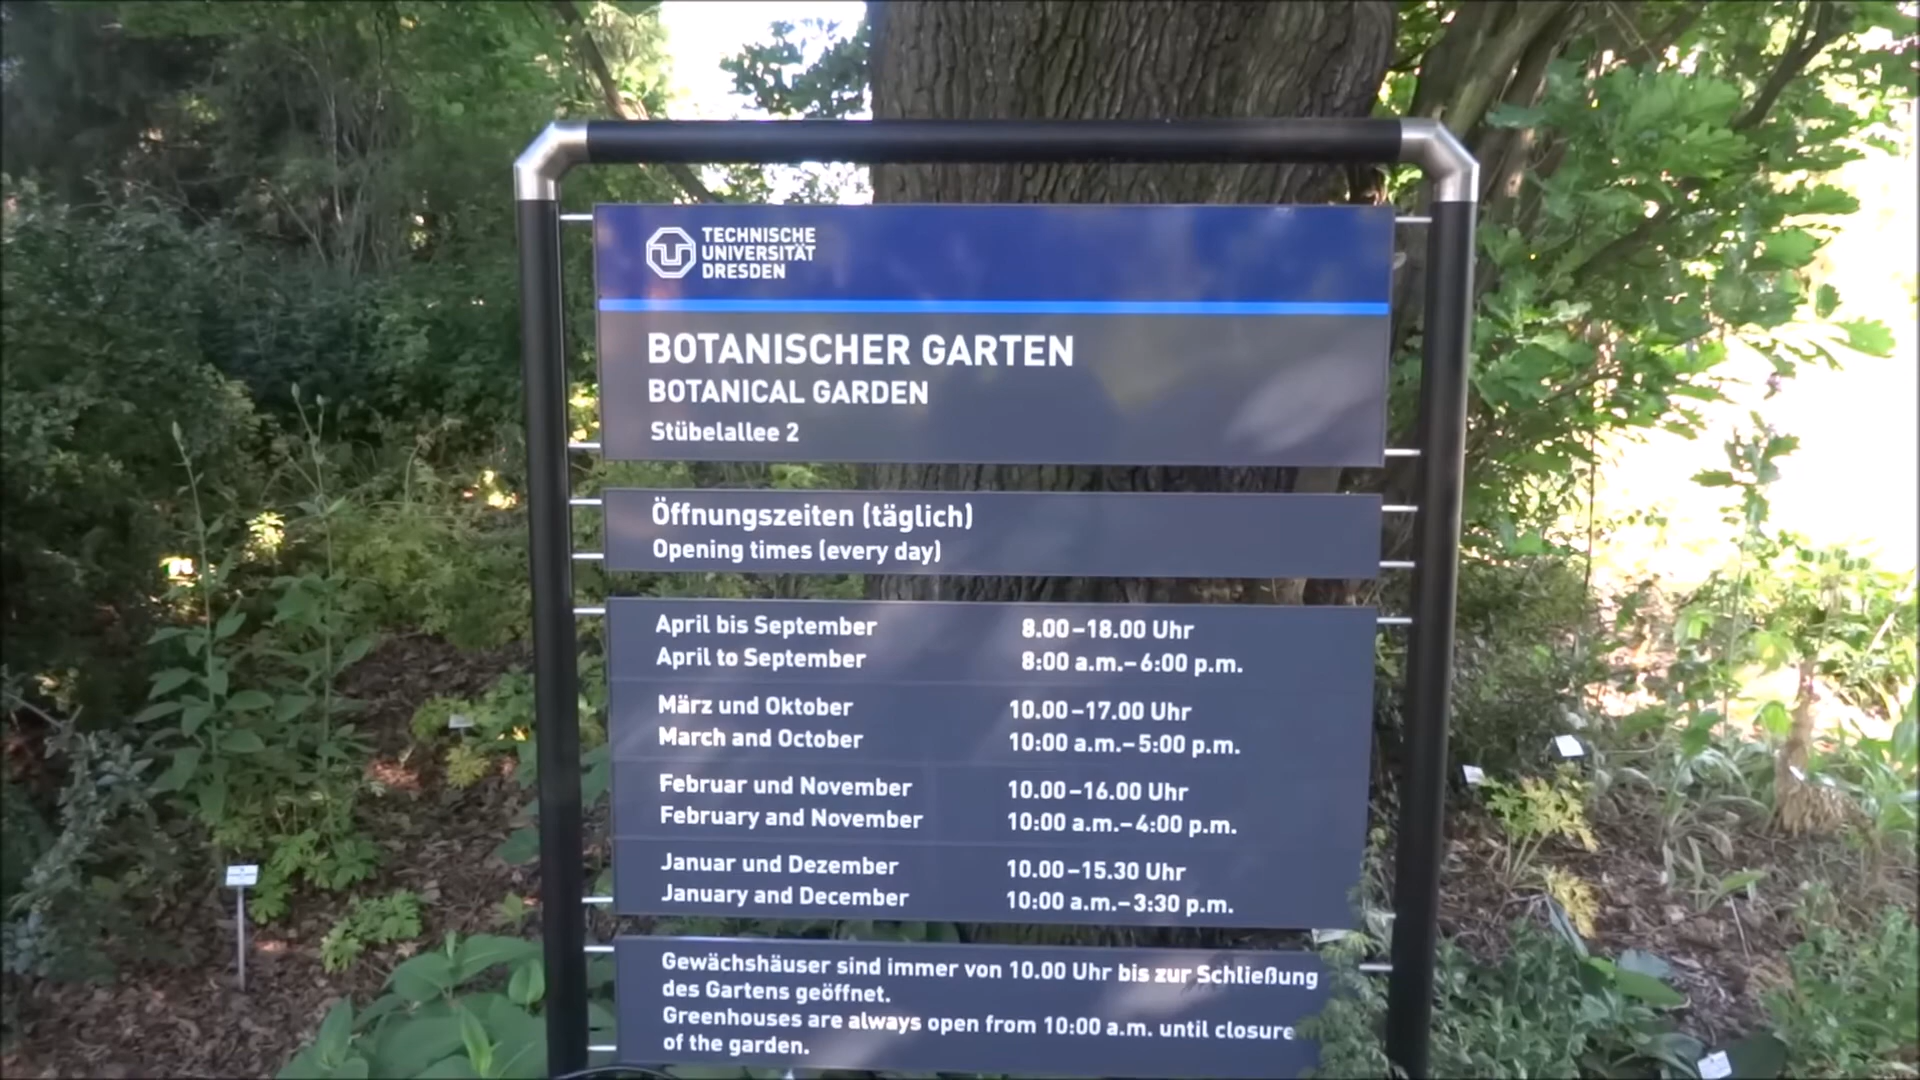 TECHNISCHE
UNIVERSITÄT
DRESDEN
BOTANISCHER GARTEN
BOTANICAL GARDEN
Stübelallee 2
Öffnungszeiten (täglich)
Opening times (every day)
April bis September 8.00–18.00 Uhr
April to September 8:00 a.m.–6:00 p.m.
März und Oktober 10.00–17.00 Uhr
March and October 10:00 a.m.–5:00 p.m.
Februar und November 10.00–16.00 Uhr
February and November 10:00 a.m.–4:00 p.m.
Januar und Dezember 10.00–15.30 Uhr
January and December 10:00 a.m.–3:30 p.m.
Gewächshäuser sind immer von 10.00 Uhr bis zur Schließung
des Gartens geöffnet.
Greenhouses are always open from 10:00 a.m. until closure
of the garden.